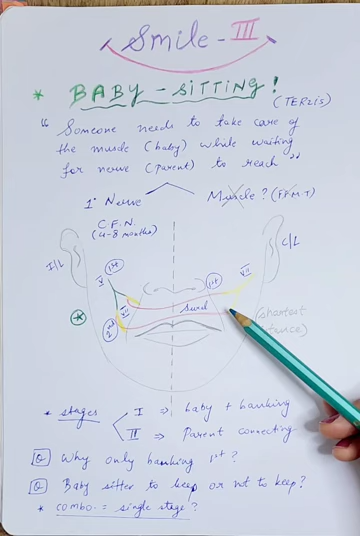 Smile - III
* BABY - SITTING !
(TERZIS)
" Someone needs to take care of
the muscle (baby) while waiting
for nerve (parent) to reach "
1° Nerve
Muscle ? (FFMT)
C.F.N.
(4-8 months)
I/L
C/L
V
1st
1st
VII
VII
2nd
sural
(shortest
* stages
I ⇒ baby + banking
II ⇒ Parent connecting
Q Why only banking 1st ?
Q Baby sitter to keep or not to keep?
* combo. = single stage ?